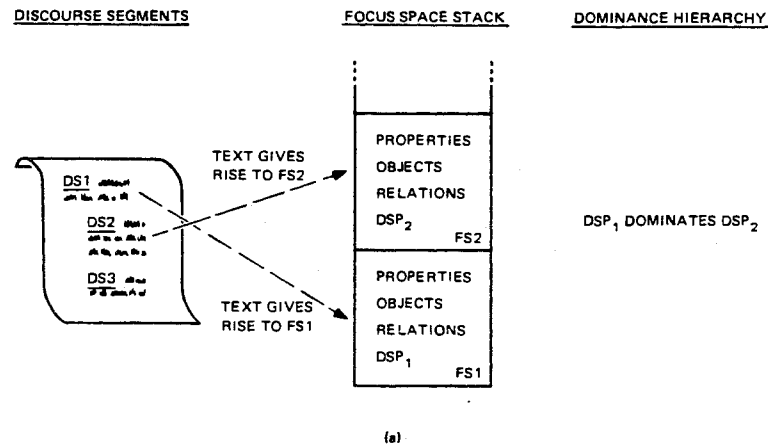 DISCOURSE SEGMENTS
FOCUS SPACE STACK
DOMINANCE HIERARCHY
DS1
DS2
DS3
TEXT GIVES
RISE TO FS2
TEXT GIVES
RISE TO FS1
PROPERTIES
OBJECTS
RELATIONS
DSP2
FS2
PROPERTIES
OBJECTS
RELATIONS
DSP1
FS1
DSP1 DOMINATES DSP2
(a)